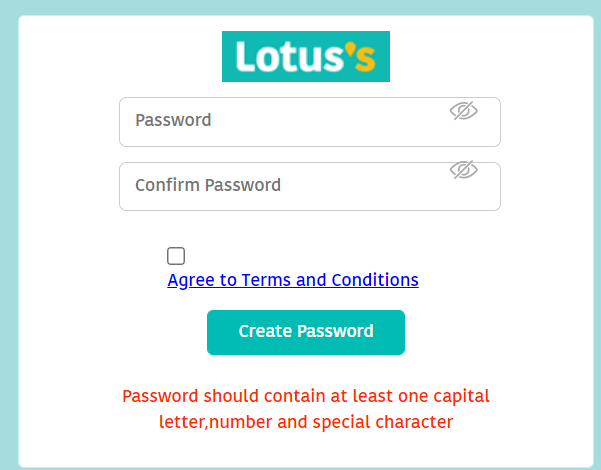 Lotus's
Password
Confirm Password
Agree to Terms and Conditions
Create Password
Password should contain at least one capital
letter,number and special character